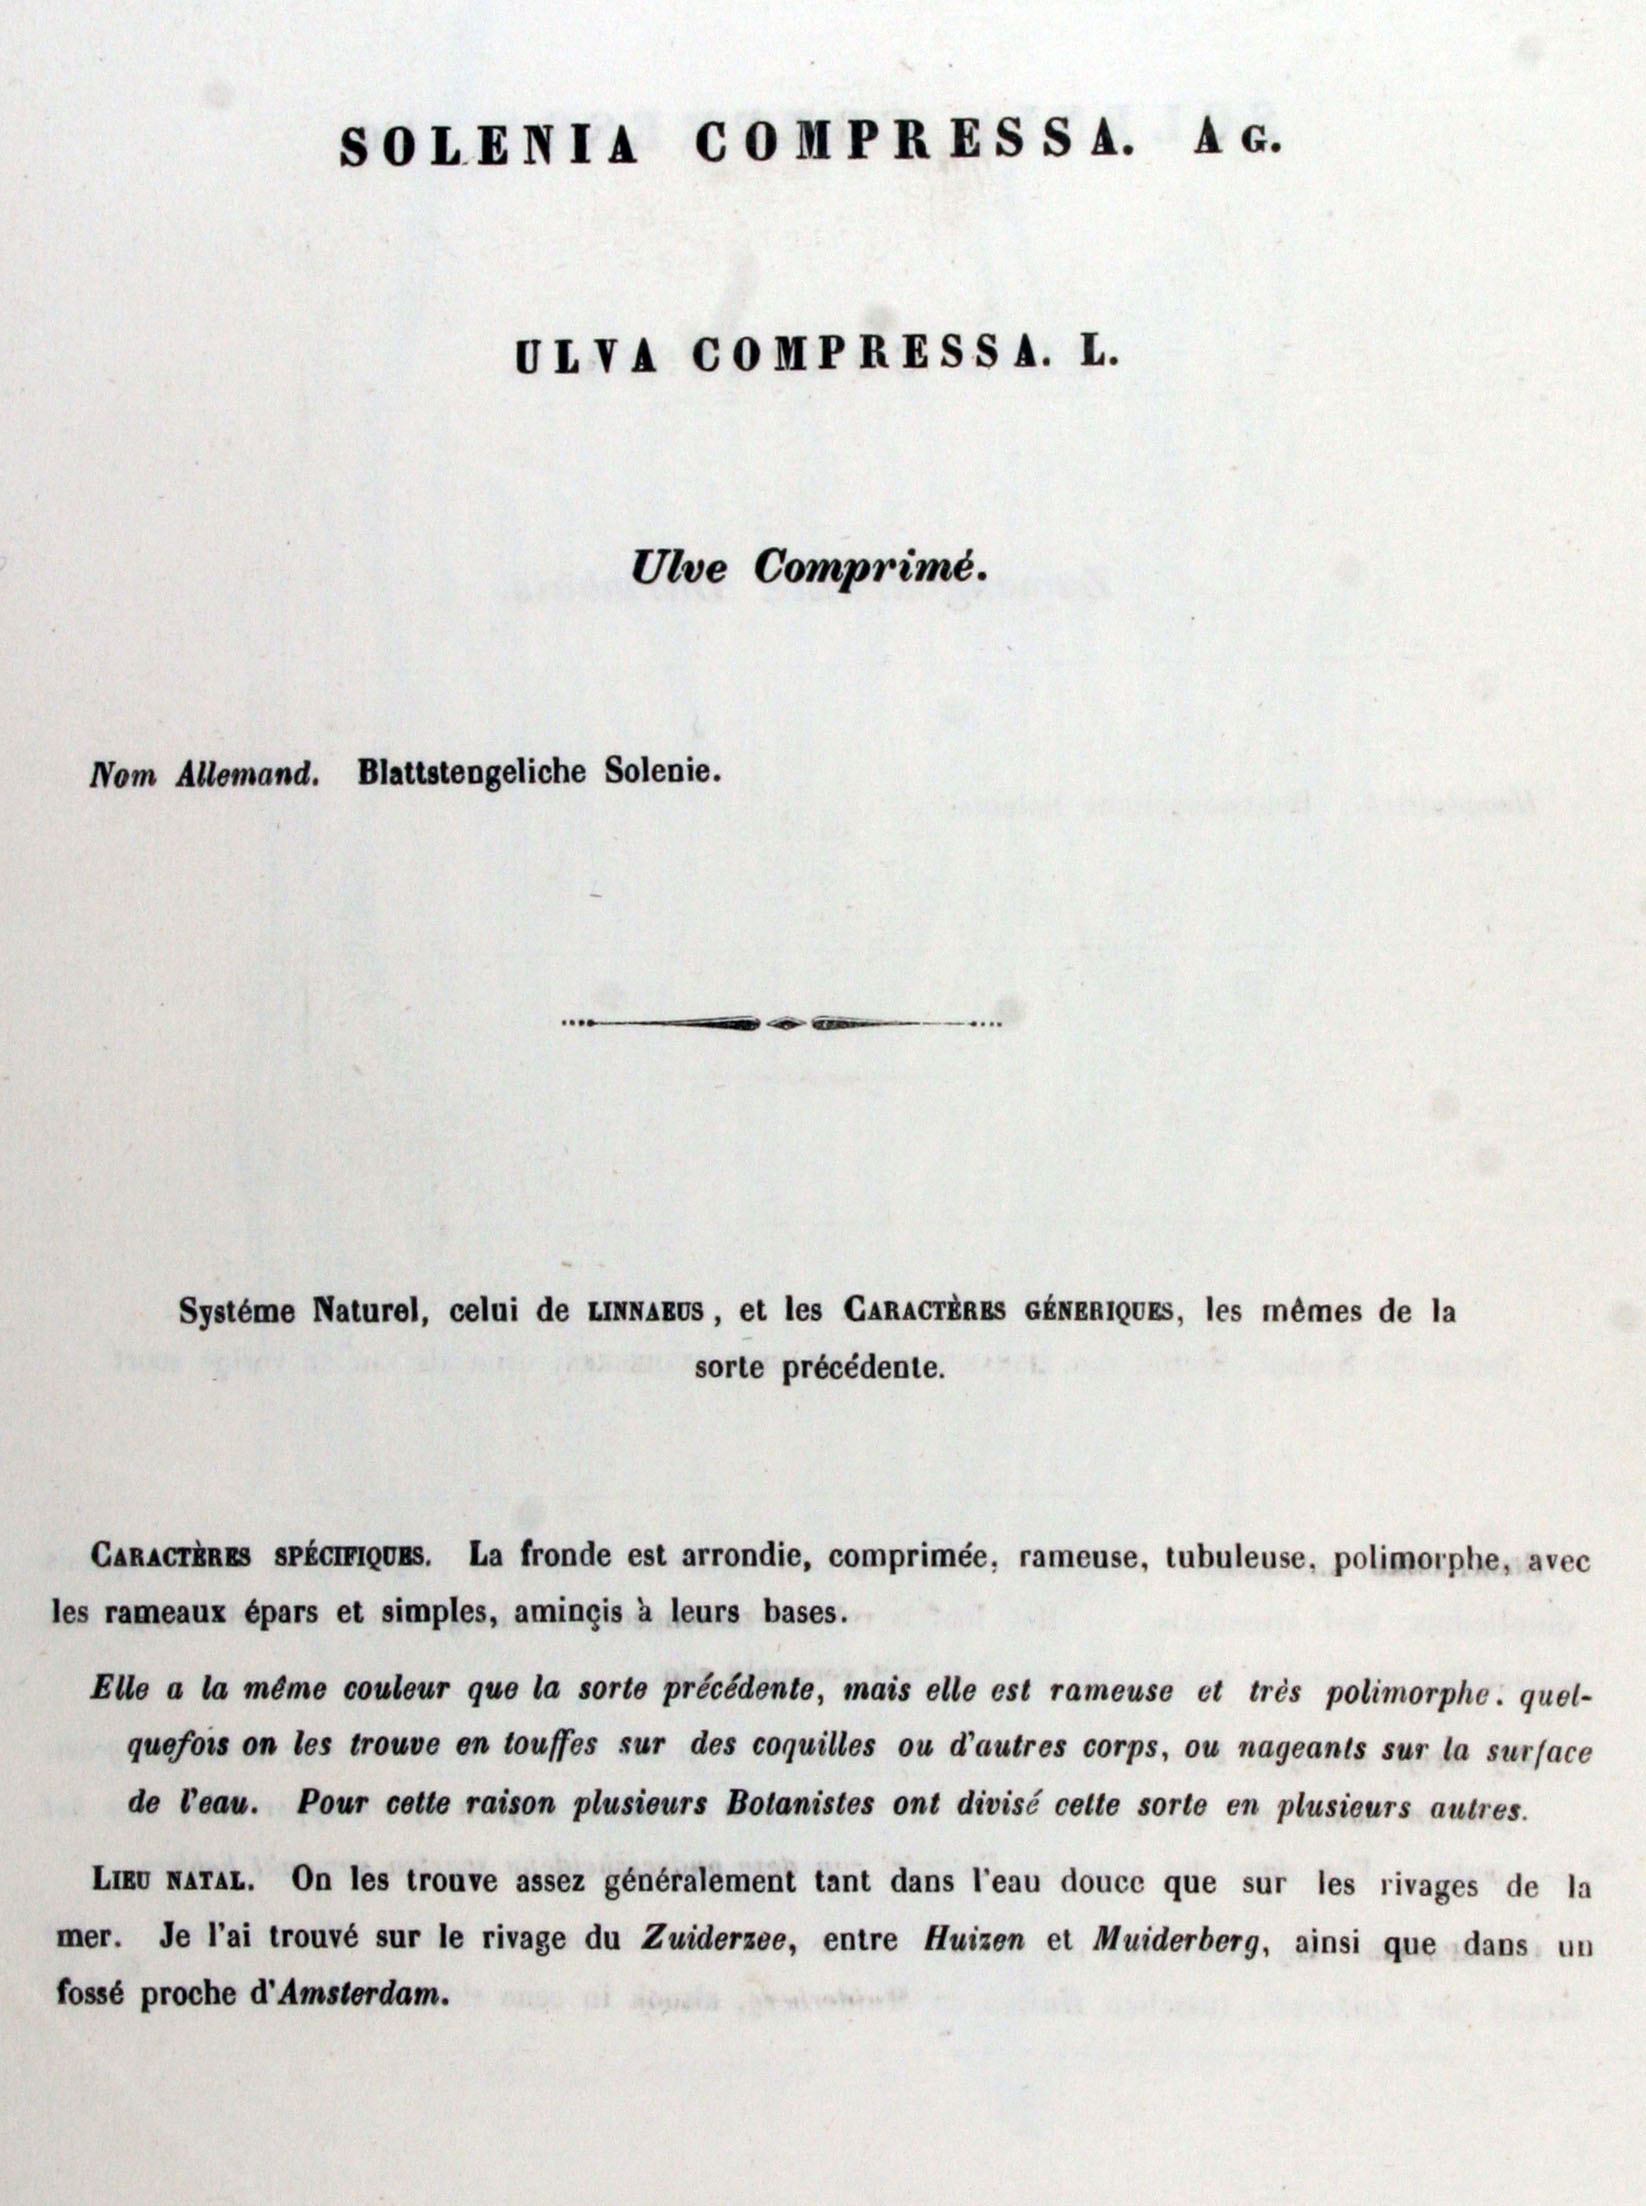 SOLENIA COMPRESSA. AG.
ULVA COMPRESSA. L.
Ulve Comprimé.
Nom Allemand. Blattstengeliche Solenie.
Systéme Naturel, celui de LINNAEUS, et les CARACTÈRES GÉNERIQUES, les mêmes de la
sorte précédente.
CARACTÈRES SPÉCIFIQUES. La fronde est arrondie, comprimée, rameuse, tubuleuse, polimorphe, avec
les rameaux épars et simples, aminçis à leurs bases.
Elle a la même couleur que la sorte précédente, mais elle est rameuse et très polimorphe. quel-
quefois on les trouve en touffes sur des coquilles ou d'autres corps, ou nageants sur la surface
de l'eau. Pour cette raison plusieurs Botanistes ont divisé cette sorte en plusieurs autres.
LIEU NATAL. On les trouve assez généralement tant dans l'eau douce que sur les rivages de la
mer. Je l'ai trouvé sur le rivage du Zuiderzee, entre Huizen et Muiderberg, ainsi que dans un
fossé proche d'Amsterdam.